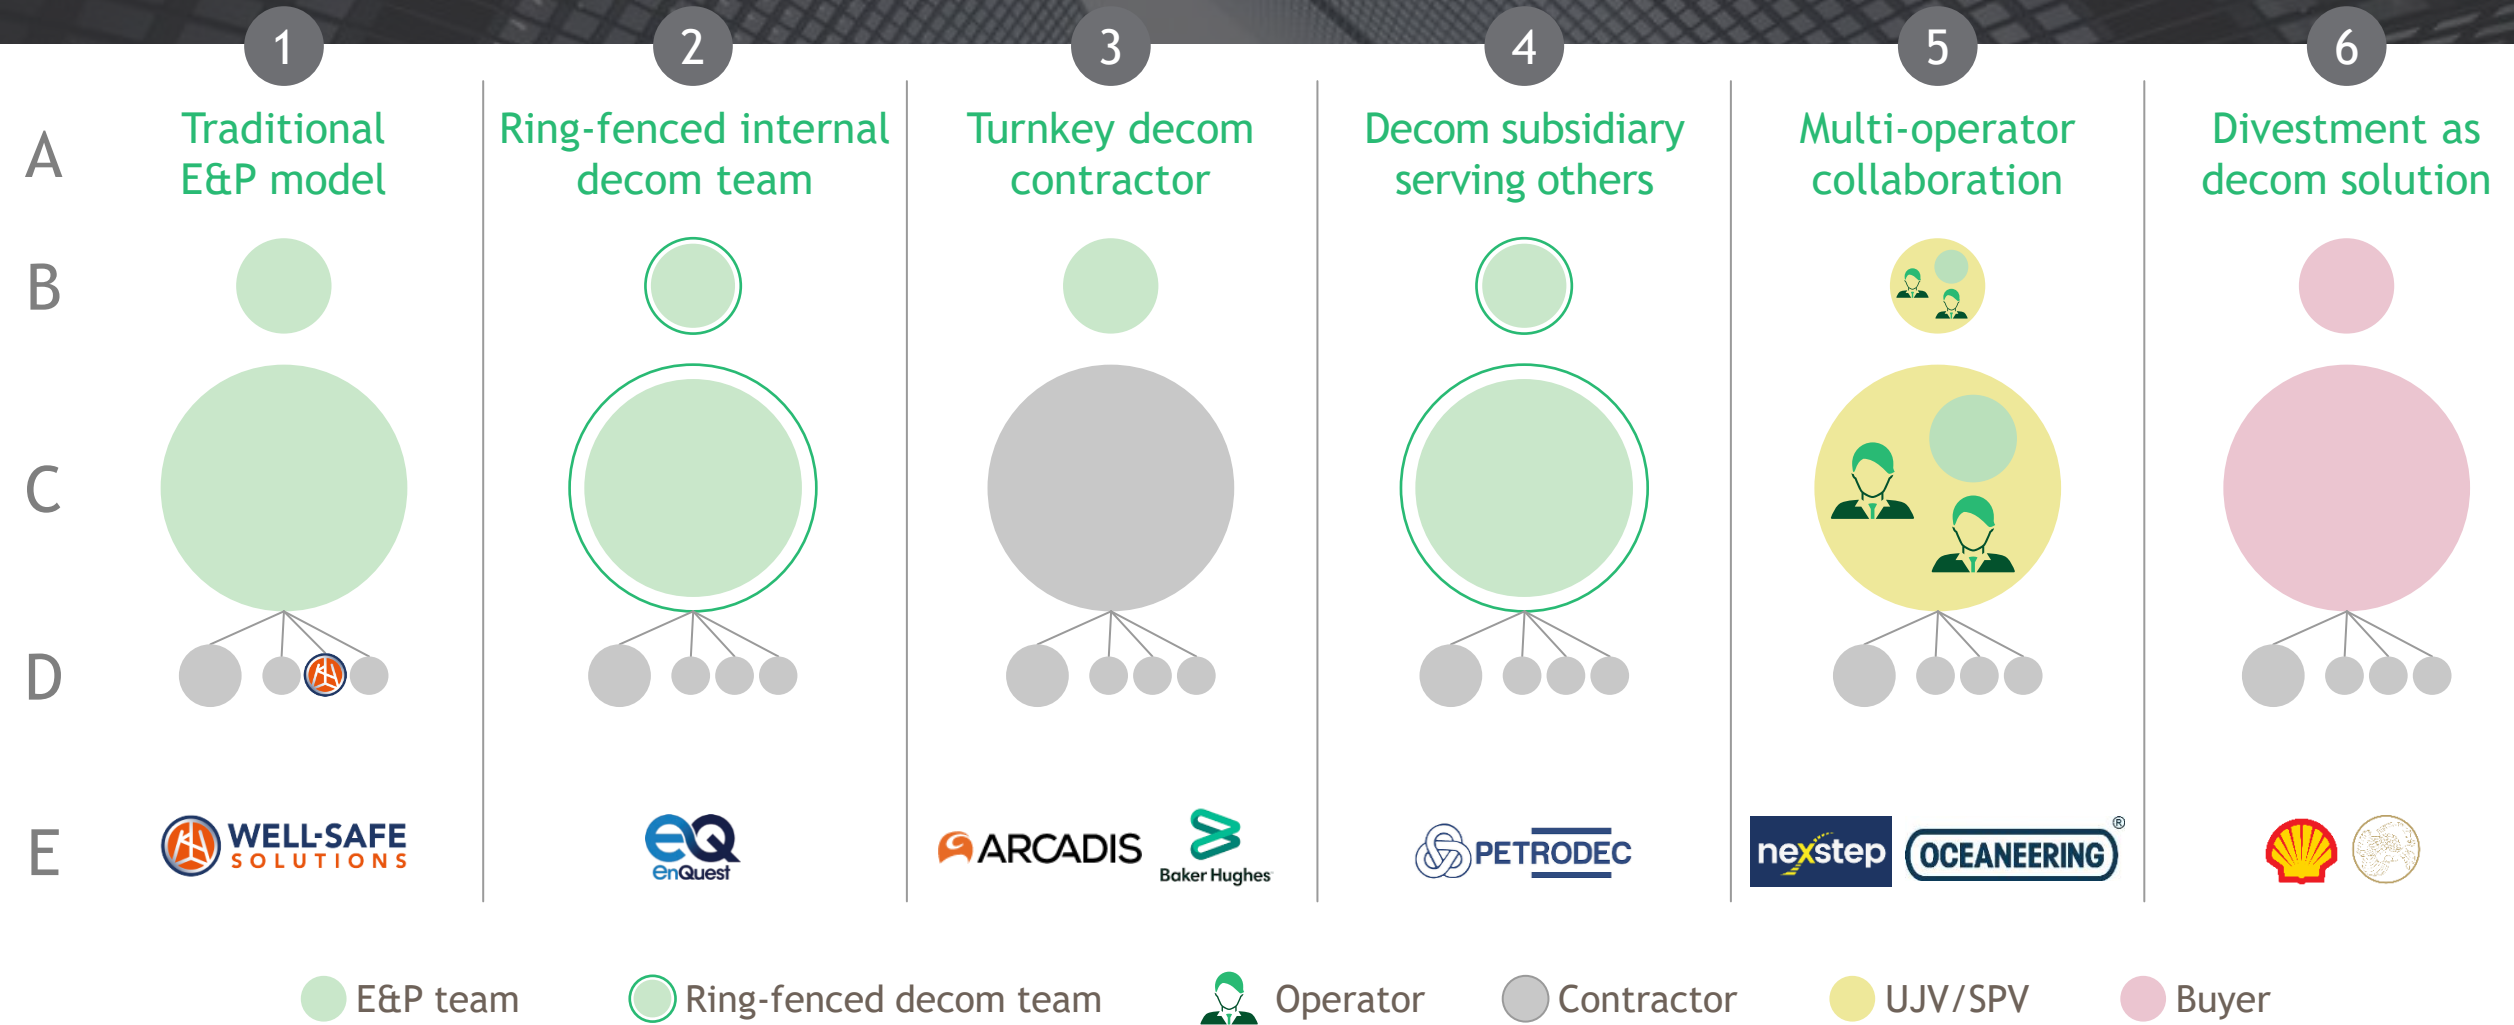 1
2
3
4
5
6
A
Traditional
E&P model
Ring-fenced internal
decom team
Turnkey decom
contractor
Decom subsidiary
serving others
Multi-operator
collaboration
Divestment as
decom solution
B
C
D
E
WELL-SAFE
SOLUTIONS
eQ
enQuest
ARCADIS
Baker Hughes
PETRODEC
nexstep
OCEANEERING
®
E&P team
Ring-fenced decom team
Operator
Contractor
UJV/SPV
Buyer